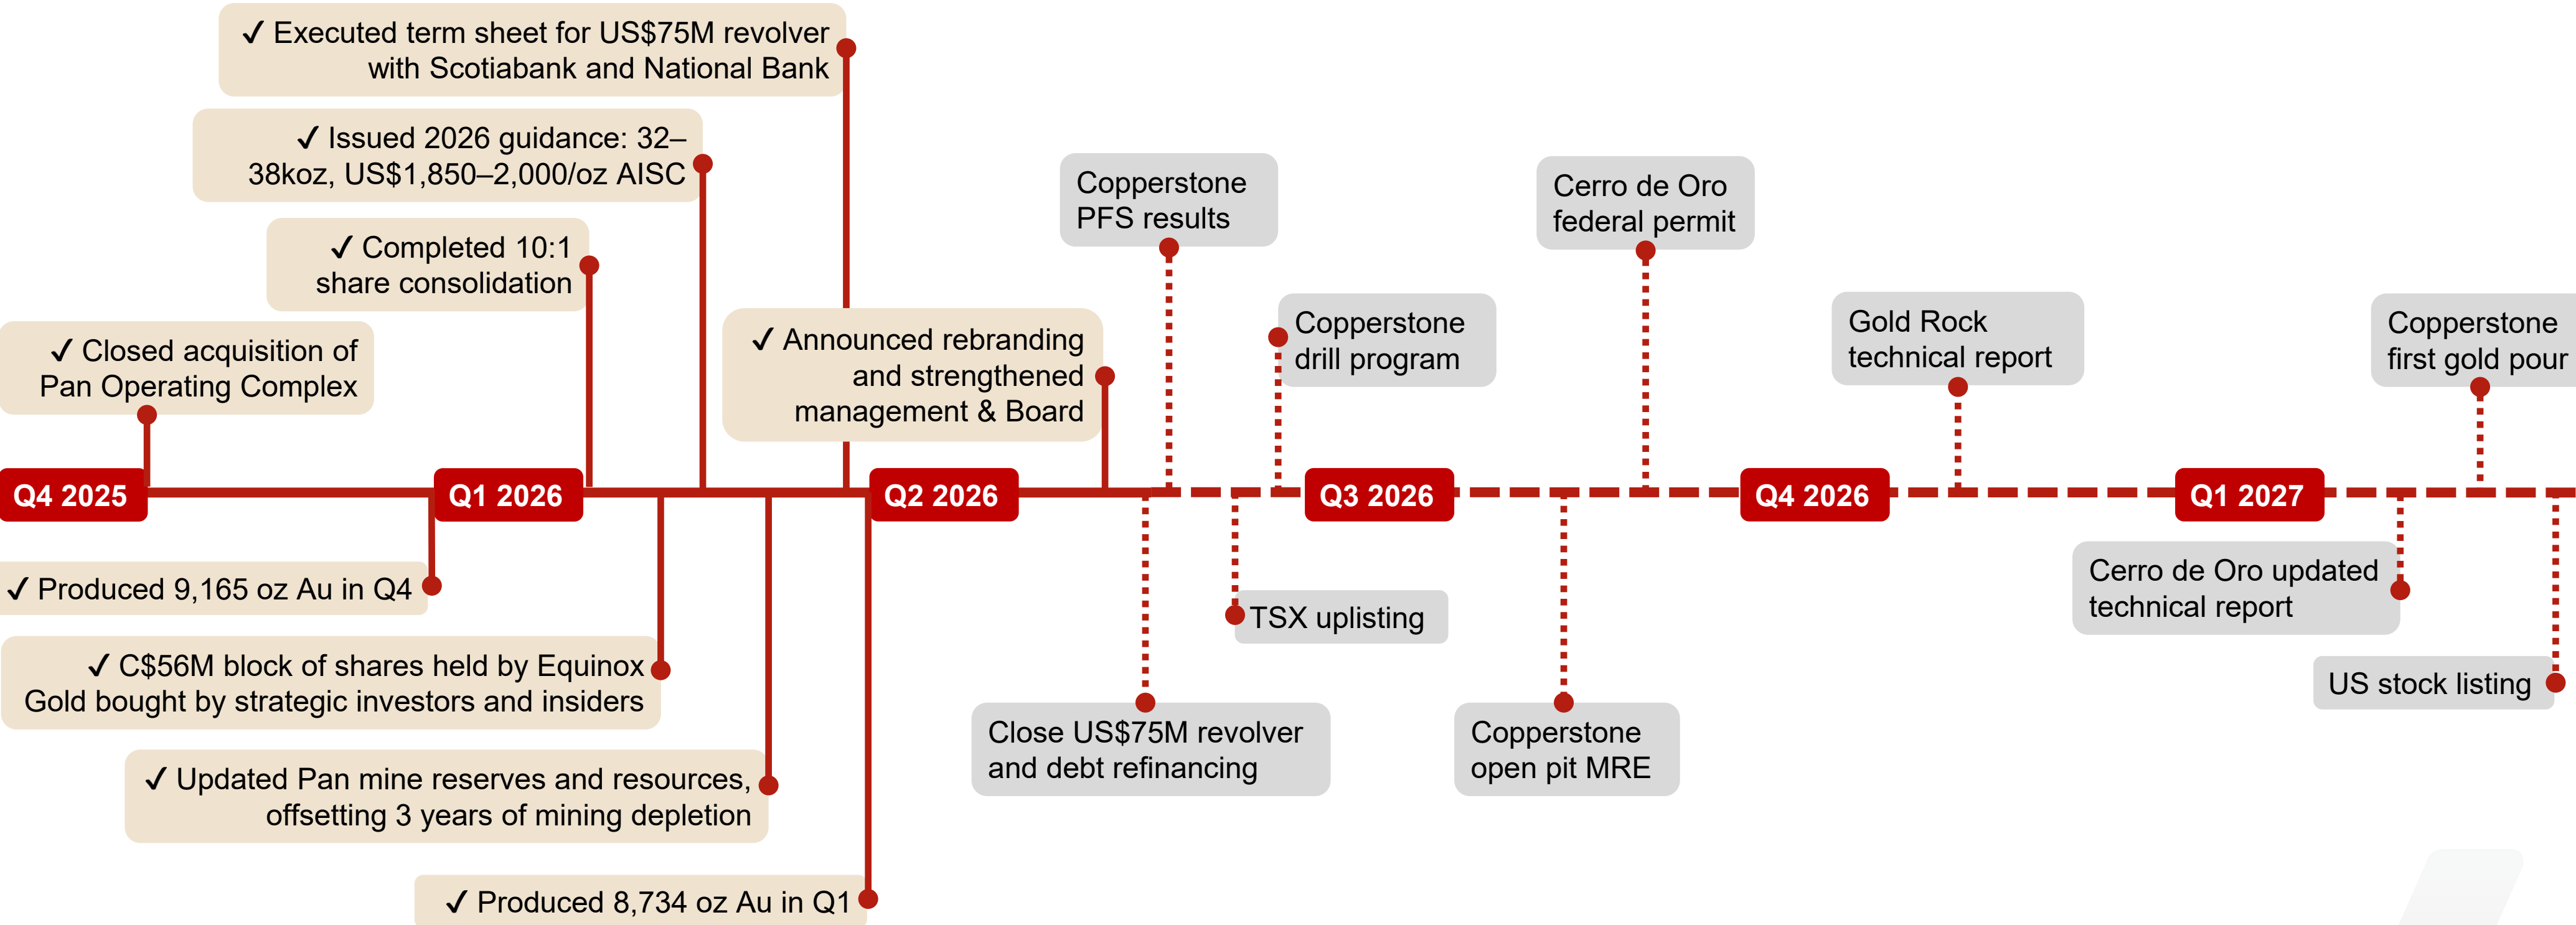 ✓ Executed term sheet for US$75M revolver
with Scotiabank and National Bank
✓ Issued 2026 guidance: 32–
38koz, US$1,850–2,000/oz AISC
✓ Completed 10:1
share consolidation
✓ Closed acquisition of
Pan Operating Complex
✓ Announced rebranding
and strengthened
management & Board
Copperstone
PFS results
Copperstone
drill program
Cerro de Oro
federal permit
Gold Rock
technical report
Copperstone
first gold pour
Q4 2025
Q1 2026
Q2 2026
Q3 2026
Q4 2026
Q1 2027
✓ Produced 9,165 oz Au in Q4
✓ C$56M block of shares held by Equinox
Gold bought by strategic investors and insiders
✓ Updated Pan mine reserves and resources,
offsetting 3 years of mining depletion
✓ Produced 8,734 oz Au in Q1
Close US$75M revolver
and debt refinancing
TSX uplisting
Copperstone
open pit MRE
Cerro de Oro updated
technical report
US stock listing